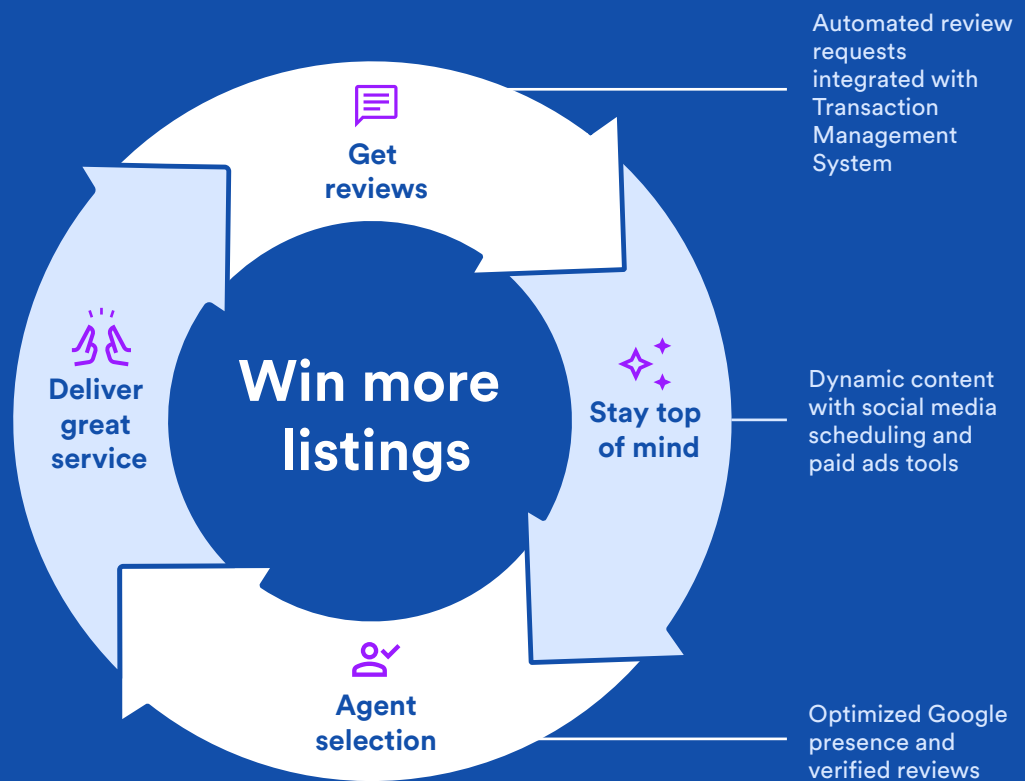 Automated review
requests
integrated with
Transaction
Management
System
Get
reviews
Deliver
great
service
Win more
listings
Stay top
of mind
Dynamic content
with social media
scheduling and
paid ads tools
Agent
selection
Optimized Google
presence and
verified reviews